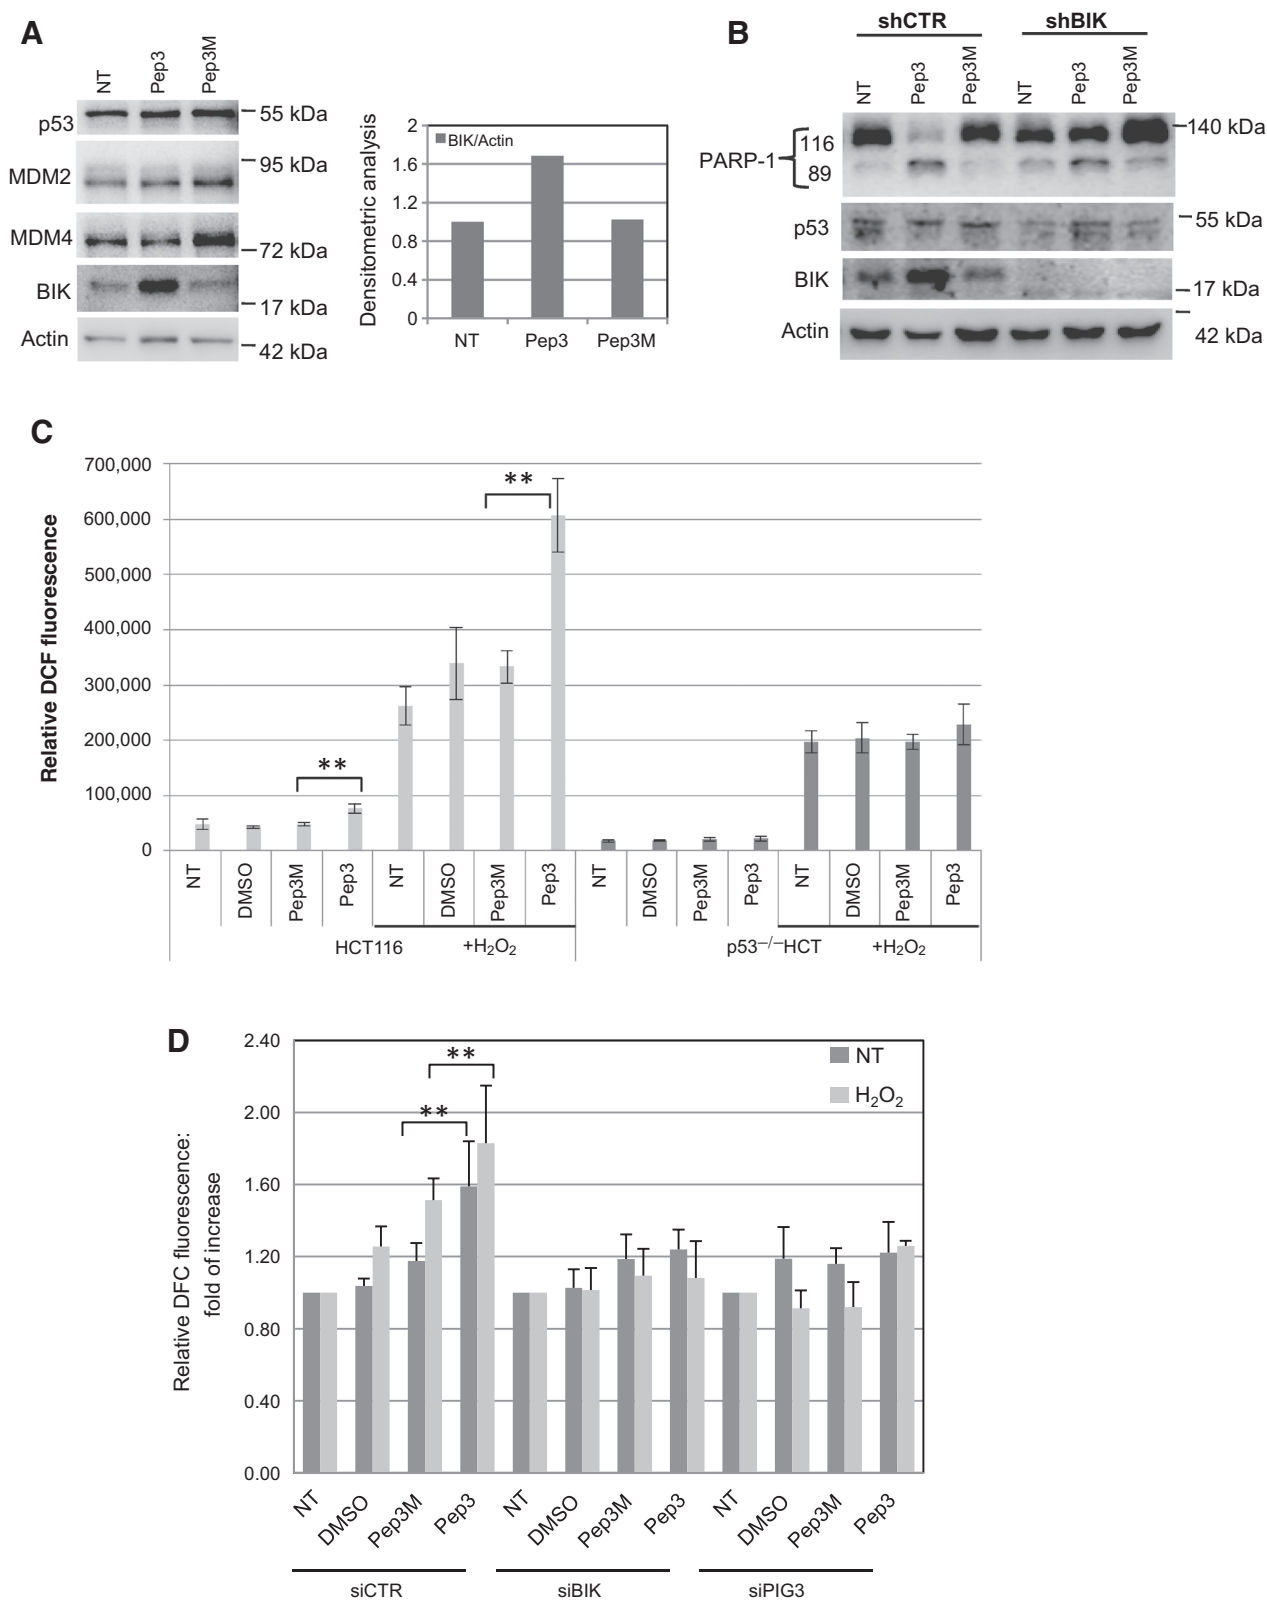 A
NT
Pep3
Pep3M
p53
55 kDa
MDM2
95 kDa
MDM4
72 kDa
BIK
17 kDa
Actin
42 kDa
Densitometric analysis
2
1.6
1.2
0.8
0.4
0
BIK/Actin
NT Pep3 Pep3M
B
shCTR shBIK
NT Pep3 Pep3M NT Pep3 Pep3M
PARP-1
116
89
140 kDa
p53
55 kDa
BIK
17 kDa
Actin
42 kDa
C
Relative DCF fluorescence
700,000
600,000
500,000
400,000
300,000
200,000
100,000
0
**
**
NT DMSO Pep3M Pep3 NT DMSO Pep3M Pep3 NT DMSO Pep3M Pep3 NT DMSO Pep3M Pep3
HCT116 +H₂O₂ p53⁻/⁻HCT +H₂O₂
D
Relative DFC fluorescence:
fold of increase
2.40
2.00
1.60
1.20
0.80
0.40
0.00
**
**
NT
H₂O₂
NT DMSO Pep3M Pep3 NT DMSO Pep3M Pep3 NT DMSO Pep3M Pep3
siCTR siBIK siPIG3